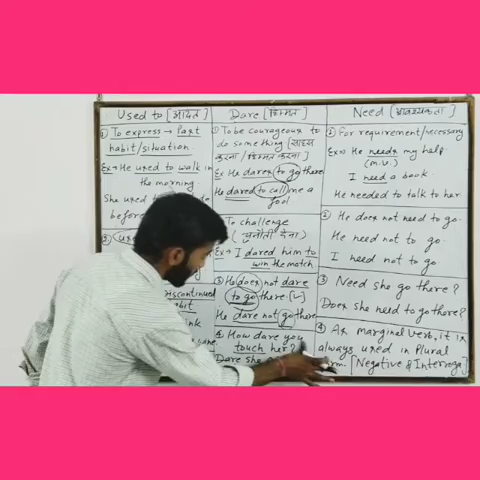 Used to [आदत]
① To express → Past
habit/situation
Ex → He used to walk in
the morning
She used
before
②
Discontinued
habit
Dare [हिम्मत]
① To be courageous to
do something [साहस
करना / हिम्मत करना]
Ex He dares to go there
He dared to call me a
fool
To challenge
(चुनौती देना)
Ex → I dared him to
win the match
③ He does not dare
to go there.
He dare not go there
④ How dare you
touch her?
Dare she
Need [आवश्यकता]
① For requirement/necessary
Ex → He needs my help
(m.v.)
I need a book.
He needed to talk to her
② He does not need to go.
He need not to go.
I need not to go
③ Need she go there?
Does she need to go there?
④ As marginal verb, it is
always used in Plural
[Negative & Interroga]